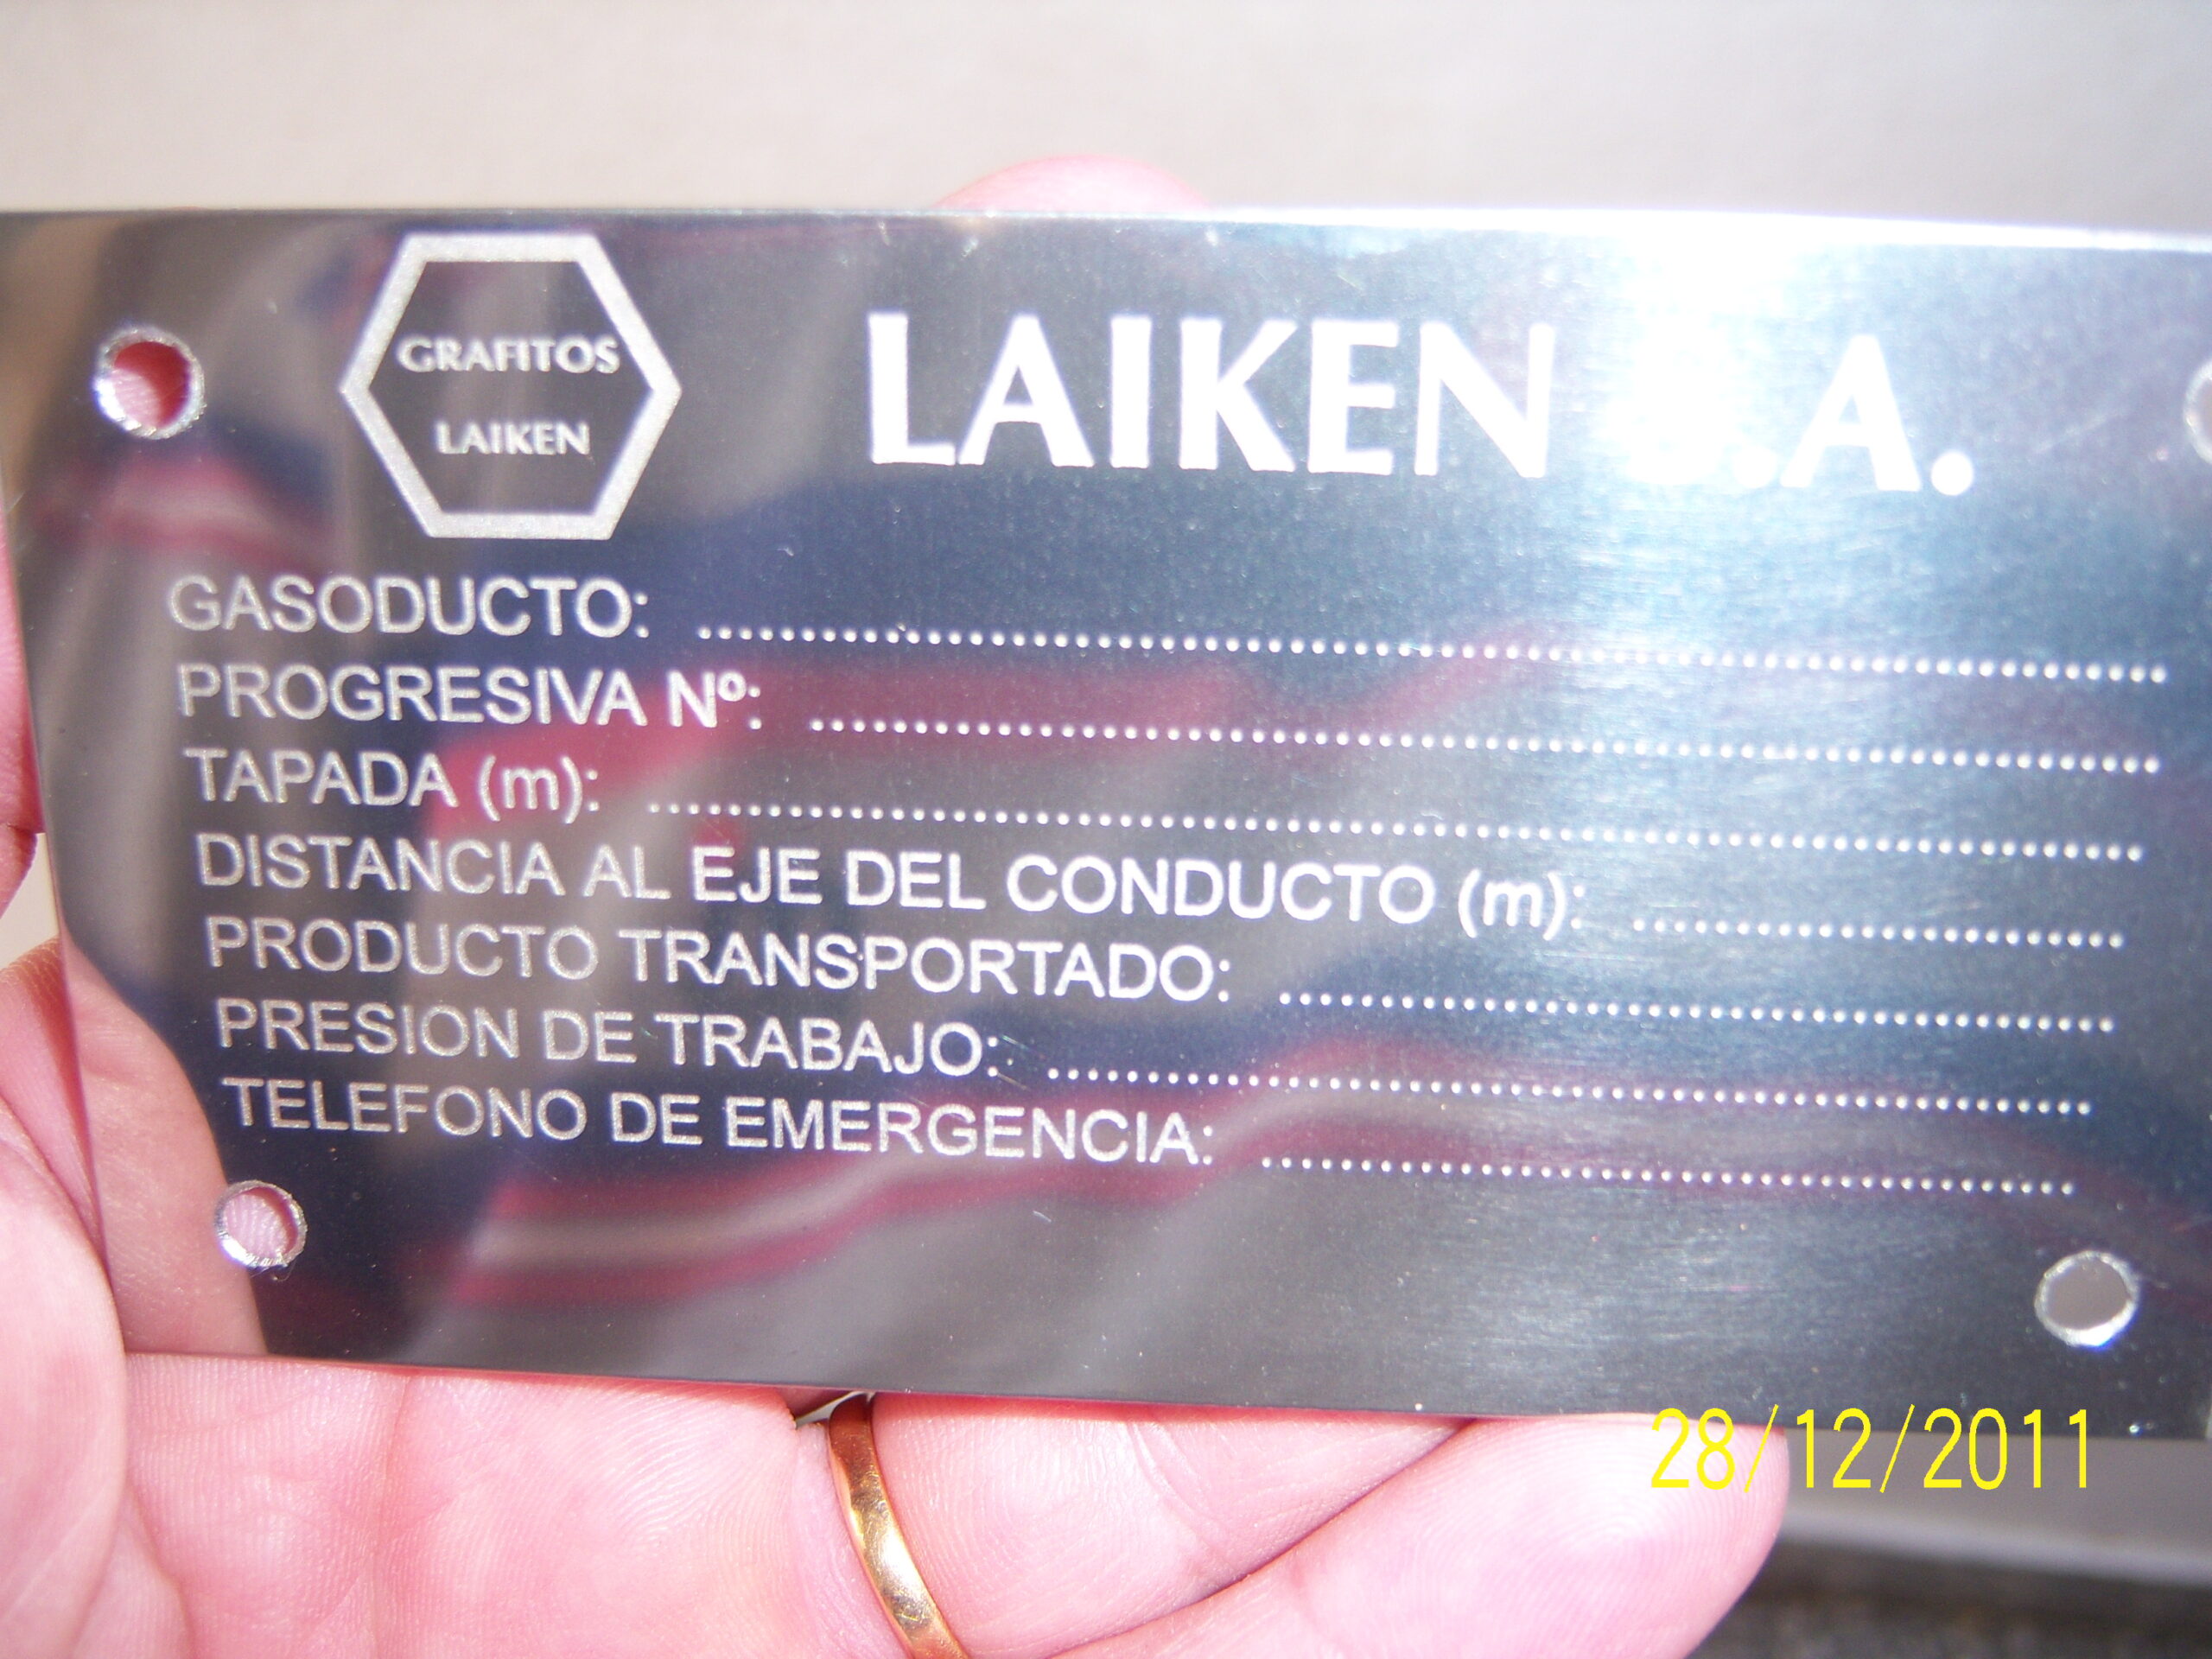 GRAFITOS
LAIKEN
LAIKEN S.A.
GASODUCTO: ........................
PROGRESIVA Nº: ........................
TAPADA (m): ........................
DISTANCIA AL EJE DEL CONDUCTO (m): ........................
PRODUCTO TRANSPORTADO: ........................
PRESION DE TRABAJO: ........................
TELEFONO DE EMERGENCIA: ........................
28/12/2011